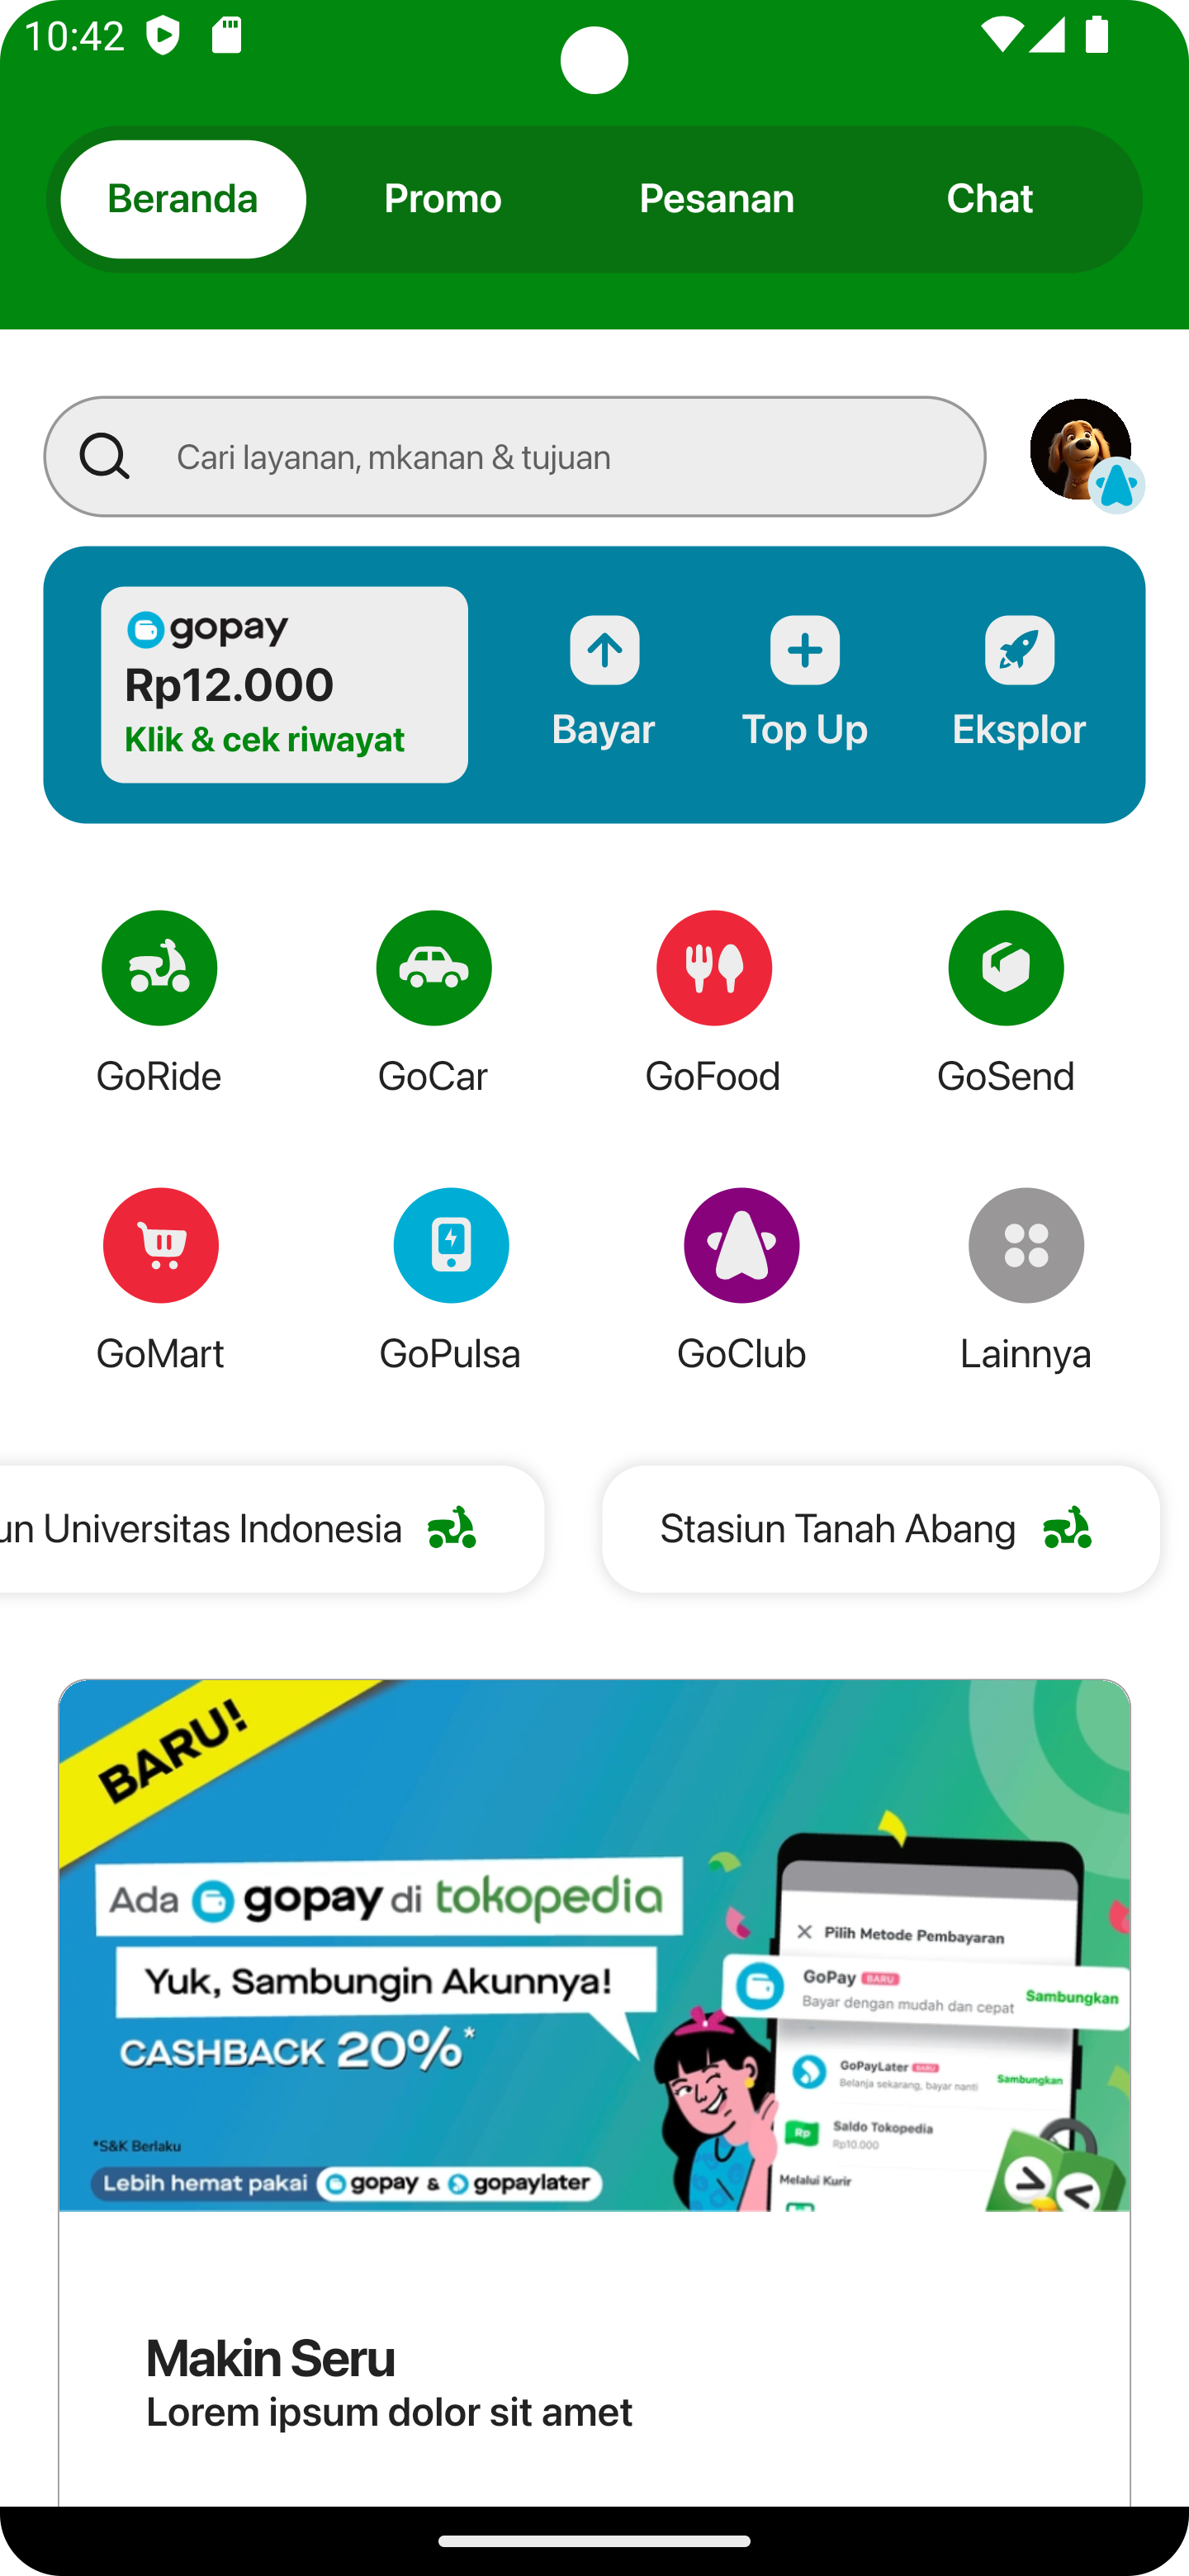 10:42
Beranda Promo Pesanan Chat
Cari layanan, mkanan & tujuan
gopay
Rp12.000
Klik & cek riwayat
Bayar Top Up Eksplor
GoRide GoCar GoFood GoSend
GoMart GoPulsa GoClub Lainnya
un Universitas Indonesia Stasiun Tanah Abang
BARU!
Ada gopay di tokopedia
Yuk, Sambungin Akunnya!
CASHBACK 20%*
*S&K Berlaku
Lebih hemat pakai gopay & gopaylater
Pilih Metode Pembayaran
GoPay BARU
Bayar dengan mudah dan cepat
Sambungkan
GoPayLater BARU
Belanja sekarang, bayar nanti
Sambungkan
Rp
Saldo Tokopedia
Rp10.000
Melalui Kurir
Makin Seru
Lorem ipsum dolor sit amet